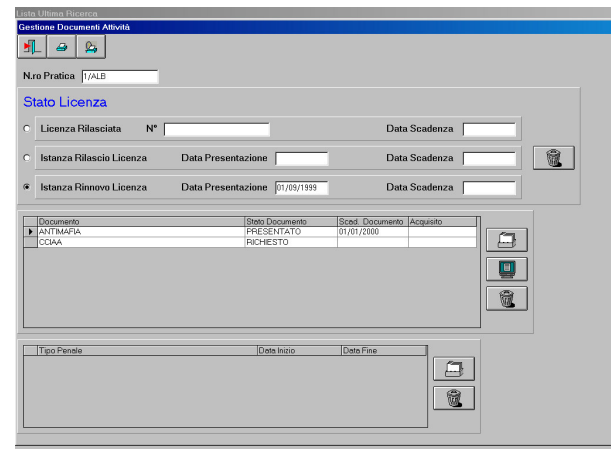 Lista Ultima Ricerca
Gestione Documenti Attività
N.ro Pratica 1/ALB
Stato Licenza
Licenza Rilasciata N° Data Scadenza
Istanza Rilascio Licenza Data Presentazione Data Scadenza
Istanza Rinnovo Licenza Data Presentazione 01/09/1999 Data Scadenza
Documento Stato Documento Scad. Documento Acquisito
ANTIMAFIA PRESENTATO 01/01/2000
CCIAA RICHIESTO
Tipo Penale Data Inizio Data Fine